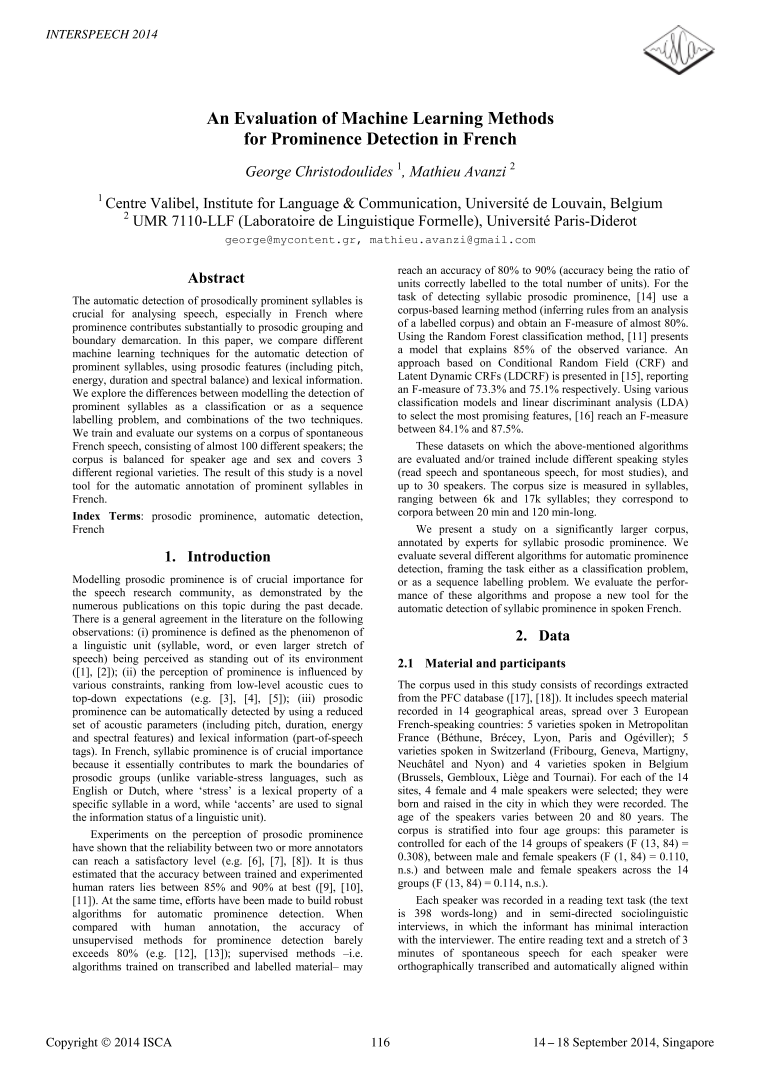 INTERSPEECH 2014
An Evaluation of Machine Learning Methods
for Prominence Detection in French
George Christodoulides 1, Mathieu Avanzi 2
1 Centre Valibel, Institute for Language & Communication, Université de Louvain, Belgium
2 UMR 7110-LLF (Laboratoire de Linguistique Formelle), Université Paris-Diderot
george@mycontent.gr, mathieu.avanzi@gmail.com
Abstract
The automatic detection of prosodically prominent syllables is
crucial for analysing speech, especially in French where
prominence contributes substantially to prosodic grouping and
boundary demarcation. In this paper, we compare different
machine learning techniques for the automatic detection of
prominent syllables, using prosodic features (including pitch,
energy, duration and spectral balance) and lexical information.
We explore the differences between modelling the detection of
prominent syllables as a classification or as a sequence
labelling problem, and combinations of the two techniques.
We train and evaluate our systems on a corpus of spontaneous
French speech, consisting of almost 100 different speakers; the
corpus is balanced for speaker age and sex and covers 3
different regional varieties. The result of this study is a novel
tool for the automatic annotation of prominent syllables in
French.
Index Terms: prosodic prominence, automatic detection,
French
1. Introduction
Modelling prosodic prominence is of crucial importance for
the speech research community, as demonstrated by the
numerous publications on this topic during the past decade.
There is a general agreement in the literature on the following
observations: (i) prominence is defined as the phenomenon of
a linguistic unit (syllable, word, or even larger stretch of
speech) being perceived as standing out of its environment
([1], [2]); (ii) the perception of prominence is influenced by
various constraints, ranking from low-level acoustic cues to
top-down expectations (e.g. [3], [4], [5]); (iii) prosodic
prominence can be automatically detected by using a reduced
set of acoustic parameters (including pitch, duration, energy
and spectral features) and lexical information (part-of-speech
tags). In French, syllabic prominence is of crucial importance
because it essentially contributes to mark the boundaries of
prosodic groups (unlike variable-stress languages, such as
English or Dutch, where ‘stress’ is a lexical property of a
specific syllable in a word, while ‘accents’ are used to signal
the information status of a linguistic unit).
Experiments on the perception of prosodic prominence
have shown that the reliability between two or more annotators
can reach a satisfactory level (e.g. [6], [7], [8]). It is thus
estimated that the accuracy between trained and experimented
human raters lies between 85% and 90% at best ([9], [10],
[11]). At the same time, efforts have been made to build robust
algorithms for automatic prominence detection. When
compared with human annotation, the accuracy of
unsupervised methods for prominence detection barely
exceeds 80% (e.g. [12], [13]); supervised methods –i.e.
algorithms trained on transcribed and labelled material– may
reach an accuracy of 80% to 90% (accuracy being the ratio of
units correctly labelled to the total number of units). For the
task of detecting syllabic prosodic prominence, [14] use a
corpus-based learning method (inferring rules from an analysis
of a labelled corpus) and obtain an F-measure of almost 80%.
Using the Random Forest classification method, [11] presents
a model that explains 85% of the observed variance. An
approach based on Conditional Random Field (CRF) and
Latent Dynamic CRFs (LDCRF) is presented in [15], reporting
an F-measure of 73.3% and 75.1% respectively. Using various
classification models and linear discriminant analysis (LDA)
to select the most promising features, [16] reach an F-measure
between 84.1% and 87.5%.
These datasets on which the above-mentioned algorithms
are evaluated and/or trained include different speaking styles
(read speech and spontaneous speech, for most studies), and
up to 30 speakers. The corpus size is measured in syllables,
ranging between 6k and 17k syllables; they correspond to
corpora between 20 min and 120 min-long.
We present a study on a significantly larger corpus,
annotated by experts for syllabic prosodic prominence. We
evaluate several different algorithms for automatic prominence
detection, framing the task either as a classification problem,
or as a sequence labelling problem. We evaluate the perfor-
mance of these algorithms and propose a new tool for the
automatic detection of syllabic prominence in spoken French.
2. Data
2.1 Material and participants
The corpus used in this study consists of recordings extracted
from the PFC database ([17], [18]). It includes speech material
recorded in 14 geographical areas, spread over 3 European
French-speaking countries: 5 varieties spoken in Metropolitan
France (Béthune, Brécey, Lyon, Paris and Ogéviller); 5
varieties spoken in Switzerland (Fribourg, Geneva, Martigny,
Neuchâtel and Nyon) and 4 varieties spoken in Belgium
(Brussels, Gembloux, Liège and Tournai). For each of the 14
sites, 4 female and 4 male speakers were selected; they were
born and raised in the city in which they were recorded. The
age of the speakers varies between 20 and 80 years. The
corpus is stratified into four age groups: this parameter is
controlled for each of the 14 groups of speakers (F (13, 84) =
0.308), between male and female speakers (F (1, 84) = 0.110,
n.s.) and between male and female speakers across the 14
groups (F (13, 84) = 0.114, n.s.).
Each speaker was recorded in a reading text task (the text
is 398 words-long) and in semi-directed sociolinguistic
interviews, in which the informant has minimal interaction
with the interviewer. The entire reading text and a stretch of 3
minutes of spontaneous speech for each speaker were
orthographically transcribed and automatically aligned within
Copyright © 2014 ISCA
116
14 – 18 September 2014, Singapore